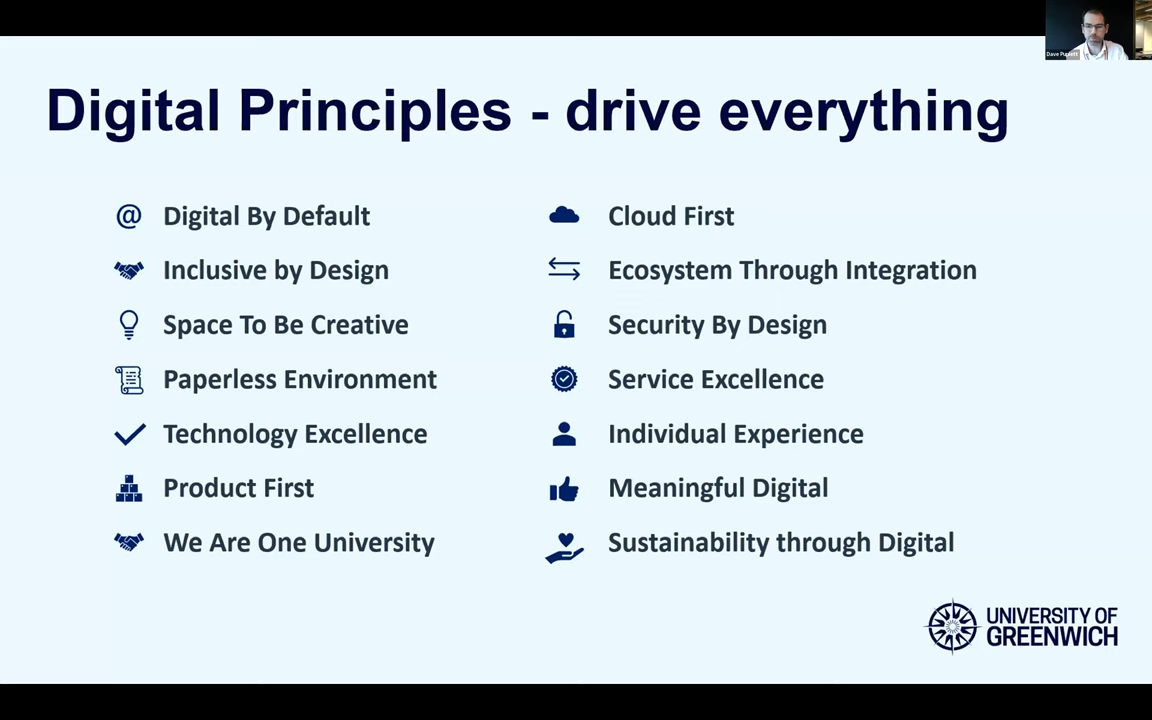 Dave Puplett
Digital Principles - drive everything
@ Digital By Default
Inclusive by Design
Space To Be Creative
Paperless Environment
Technology Excellence
Product First
We Are One University
Cloud First
Ecosystem Through Integration
Security By Design
Service Excellence
Individual Experience
Meaningful Digital
Sustainability through Digital
UNIVERSITY OF
GREENWICH